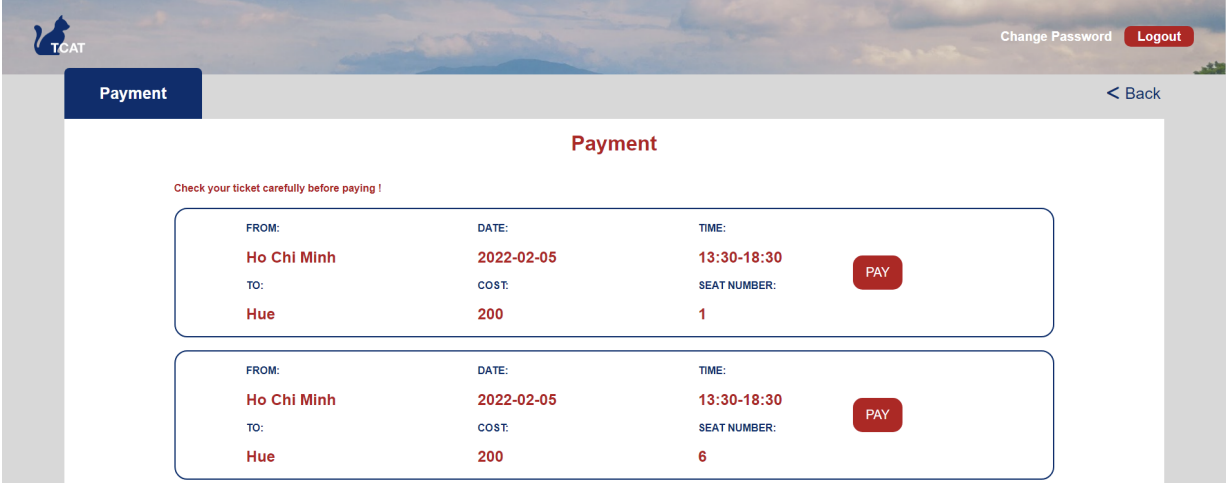 TCAT
Change Password Logout
Payment
< Back
Payment
Check your ticket carefully before paying !
FROM: DATE: TIME:
Ho Chi Minh 2022-02-05 13:30-18:30
PAY
TO: COST: SEAT NUMBER:
Hue 200 1
FROM: DATE: TIME:
Ho Chi Minh 2022-02-05 13:30-18:30
PAY
TO: COST: SEAT NUMBER:
Hue 200 6